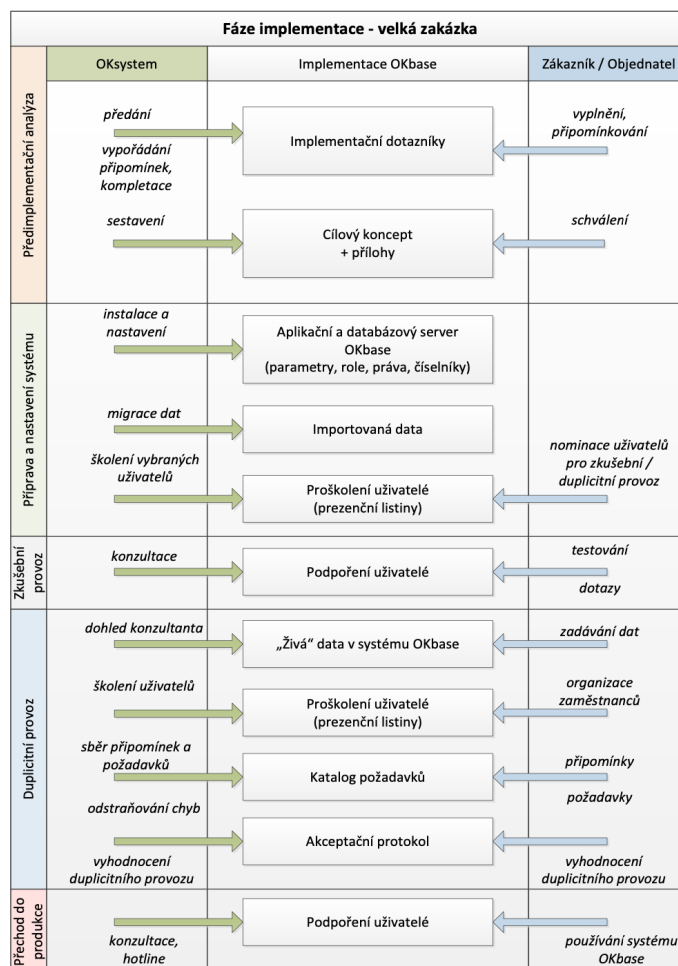 Fáze implementace - velká zakázka
OKsystem
Implementace OKbase
Zákazník / Objednatel
Předimplementační analýza
předání
vypořádání
připomínek,
kompletace
Implementační dotazníky
vyplnění,
připomínkování
sestavení
Cílový koncept
+ přílohy
schválení
Příprava a nastavení systému
instalace a
nastavení
Aplikační a databázový server
OKbase
(parametry, role, práva, číselníky)
migrace dat
Importovaná data
školení vybraných
uživatelů
Proškolení uživatelé
(prezenční listiny)
nominace uživatelů
pro zkušební /
duplicitní provoz
Zkušební
provoz
konzultace
Podpoření uživatelé
testování
dotazy
Duplicitní provoz
dohled konzultanta
„Živá“ data v systému OKbase
zadávání dat
školení uživatelů
Proškolení uživatelé
(prezenční listiny)
organizace
zaměstnanců
sběr připomínek a
požadavků
Katalog požadavků
připomínky
požadavky
odstraňování chyb
vyhodnocení
duplicitního provozu
Akceptační protokol
vyhodnocení
duplicitního provozu
Přechod do
produkce
konzultace,
hotline
Podpoření uživatelé
používání systému
OKbase